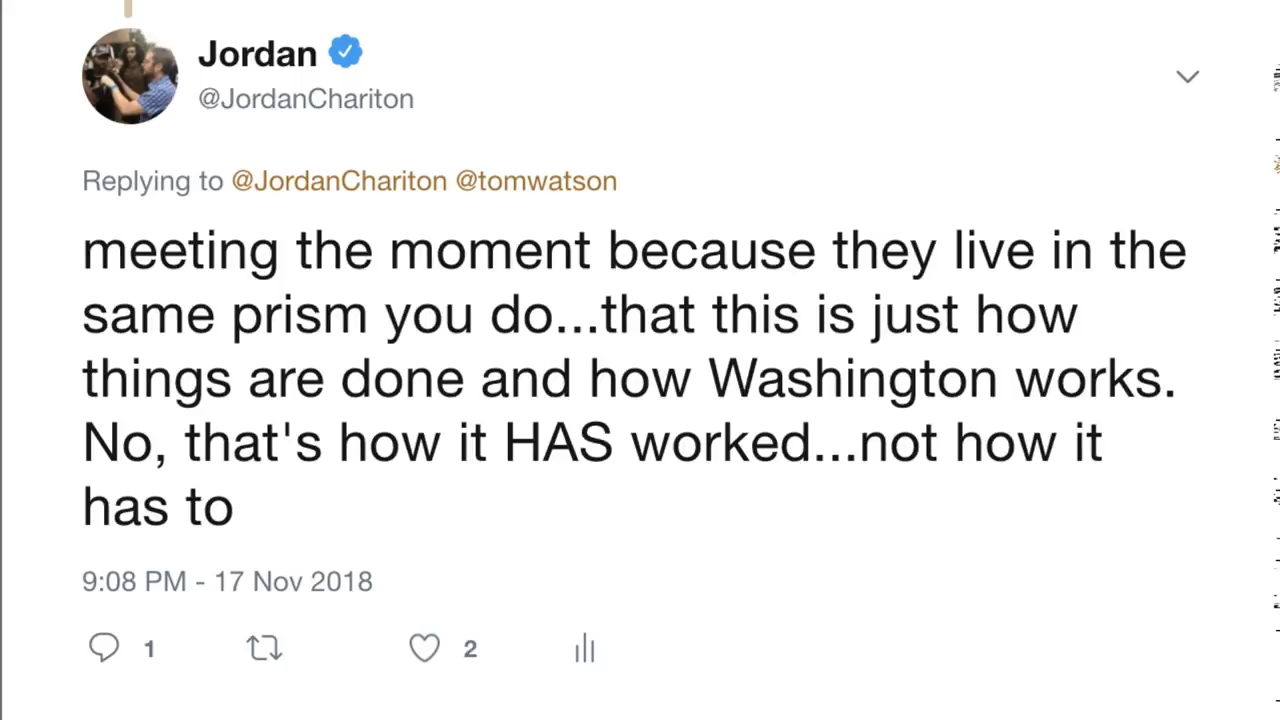 Jordan
@JordanChariton
Replying to @JordanChariton @tomwatson
meeting the moment because they live in the
same prism you do...that this is just how
things are done and how Washington works.
No, that's how it HAS worked...not how it
has to
9:08 PM - 17 Nov 2018
1 2